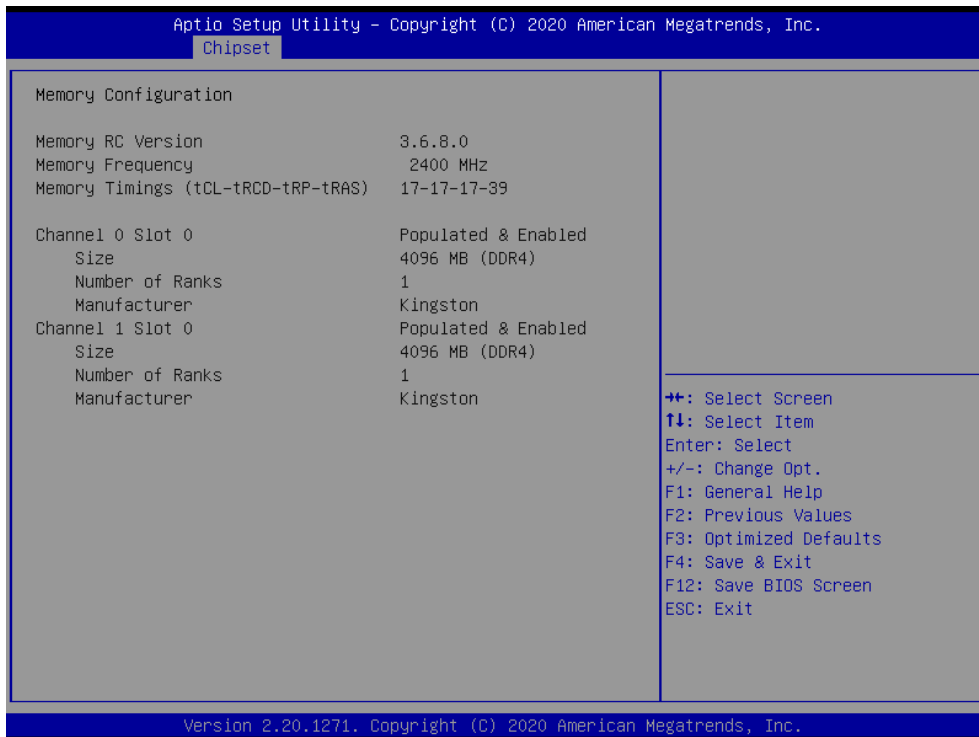 Aptio Setup Utility – Copyright (C) 2020 American Megatrends, Inc.
Chipset
Memory Configuration
Memory RC Version 3.6.8.0
Memory Frequency 2400 MHz
Memory Timings (tCL-tRCD-tRP-tRAS) 17-17-17-39
Channel 0 Slot 0 Populated & Enabled
Size 4096 MB (DDR4)
Number of Ranks 1
Manufacturer Kingston
Channel 1 Slot 0 Populated & Enabled
Size 4096 MB (DDR4)
Number of Ranks 1
Manufacturer Kingston
→←: Select Screen
↑↓: Select Item
Enter: Select
+/-: Change Opt.
F1: General Help
F2: Previous Values
F3: Optimized Defaults
F4: Save & Exit
F12: Save BIOS Screen
ESC: Exit
Version 2.20.1271. Copyright (C) 2020 American Megatrends, Inc.